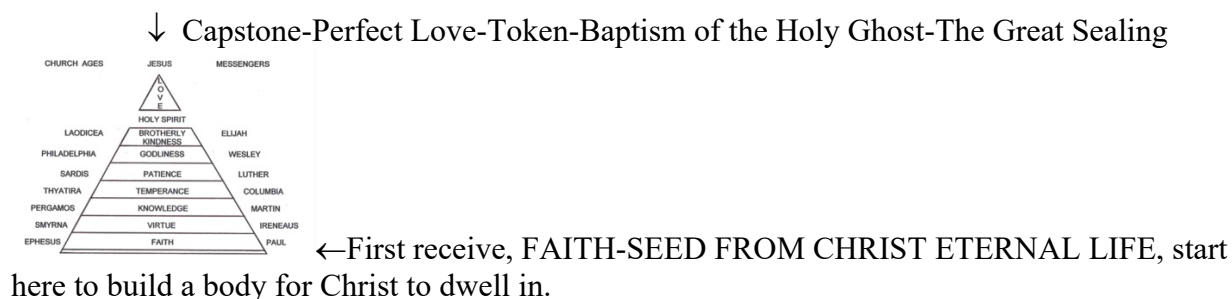 ↓ Capstone-Perfect Love-Token-Baptism of the Holy Ghost-The Great Sealing
CHURCH AGES JESUS MESSENGERS
LOVE
HOLY SPIRIT
LAODICEA BROTHERLY KINDNESS ELIJAH
PHILADELPHIA GODLINESS WESLEY
SARDIS PATIENCE LUTHER
THYATIRA TEMPERANCE COLUMBIA
PERGAMOS KNOWLEDGE MARTIN
SMYRNA VIRTUE IRENEAUS
EPHESUS FAITH PAUL
←First receive, FAITH-SEED FROM CHRIST ETERNAL LIFE, start
here to build a body for Christ to dwell in.